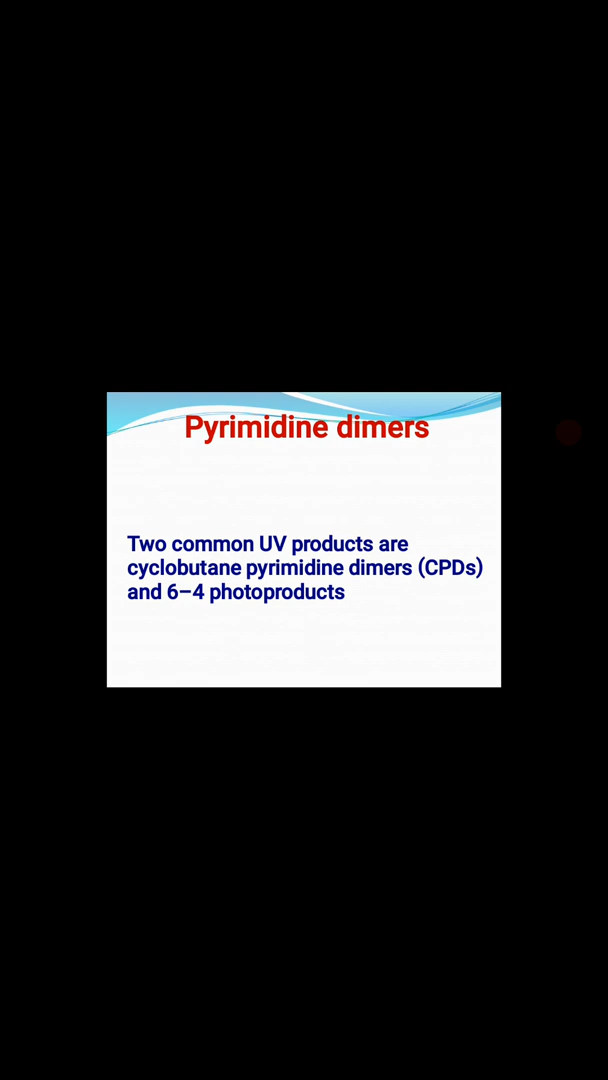 Pyrimidine dimers
Two common UV products are
cyclobutane pyrimidine dimers (CPDs)
and 6–4 photoproducts